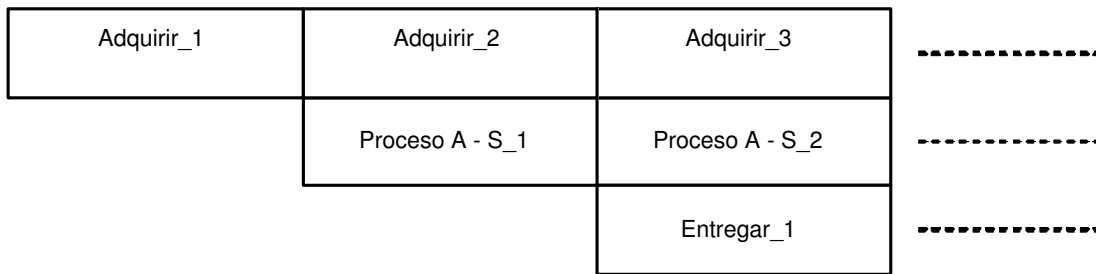 Adquirir_1
Adquirir_2
Adquirir_3
Proceso A - S_1
Proceso A - S_2
Entregar_1